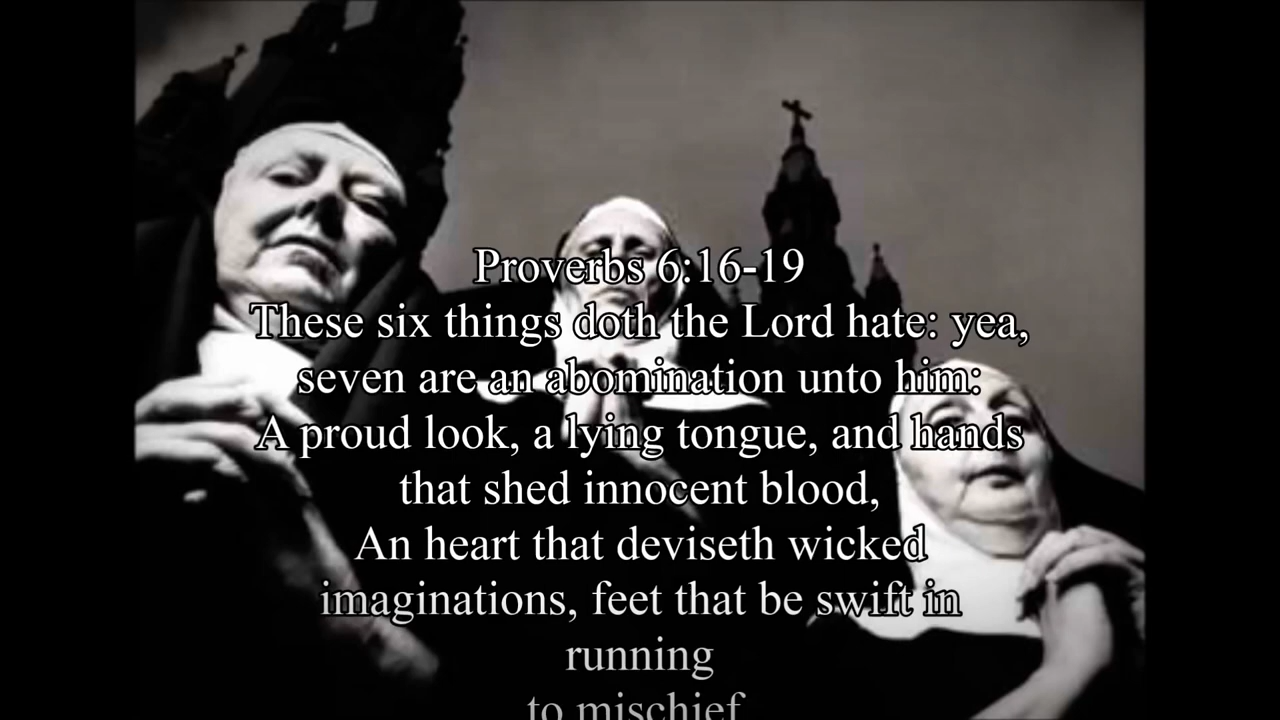 Proverbs 6:16-19
These six things doth the Lord hate: yea,
seven are an abomination unto him:
A proud look, a lying tongue, and hands
that shed innocent blood,
An heart that deviseth wicked
imaginations, feet that be swift in
running
to mischief